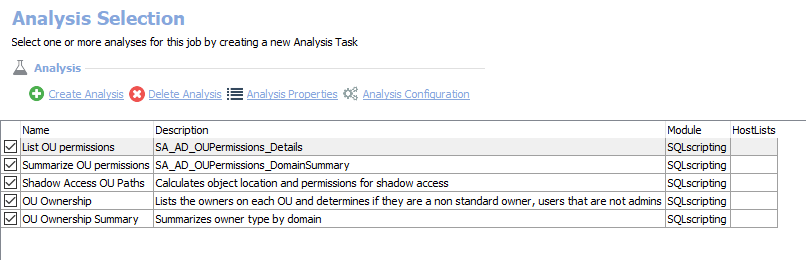 Analysis Selection
Select one or more analyses for this job by creating a new Analysis Task
Analysis
Create Analysis Delete Analysis Analysis Properties Analysis Configuration
Name Description Module HostLists
List OU permissions SA_AD_OUPermissions_Details SQLscripting
Summarize OU permissions SA_AD_OUPermissions_DomainSummary SQLscripting
Shadow Access OU Paths Calculates object location and permissions for shadow access SQLscripting
OU Ownership Lists the owners on each OU and determines if they are a non standard owner, users that are not admins SQLscripting
OU Ownership Summary Summarizes owner type by domain SQLscripting